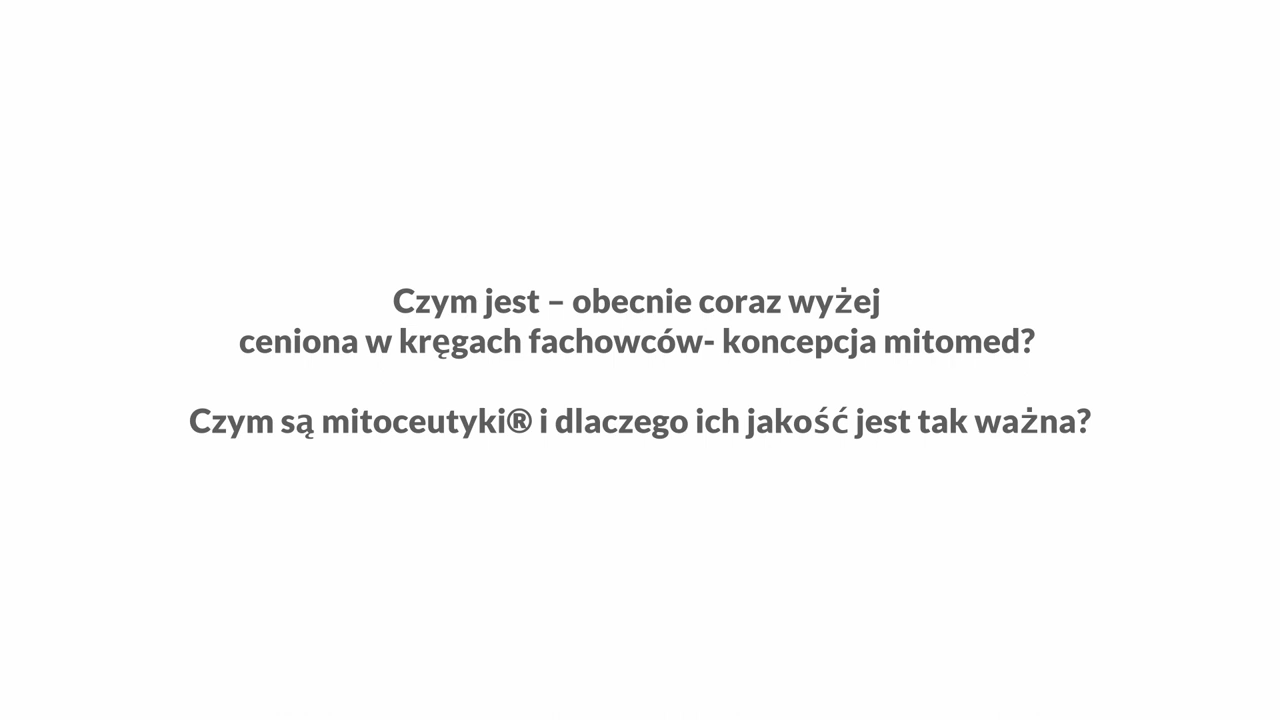 Czym jest – obecnie coraz wyżej
ceniona w kręgach fachowców- koncepcja mitomed?
Czym są mitoceutyki® i dlaczego ich jakość jest tak ważna?